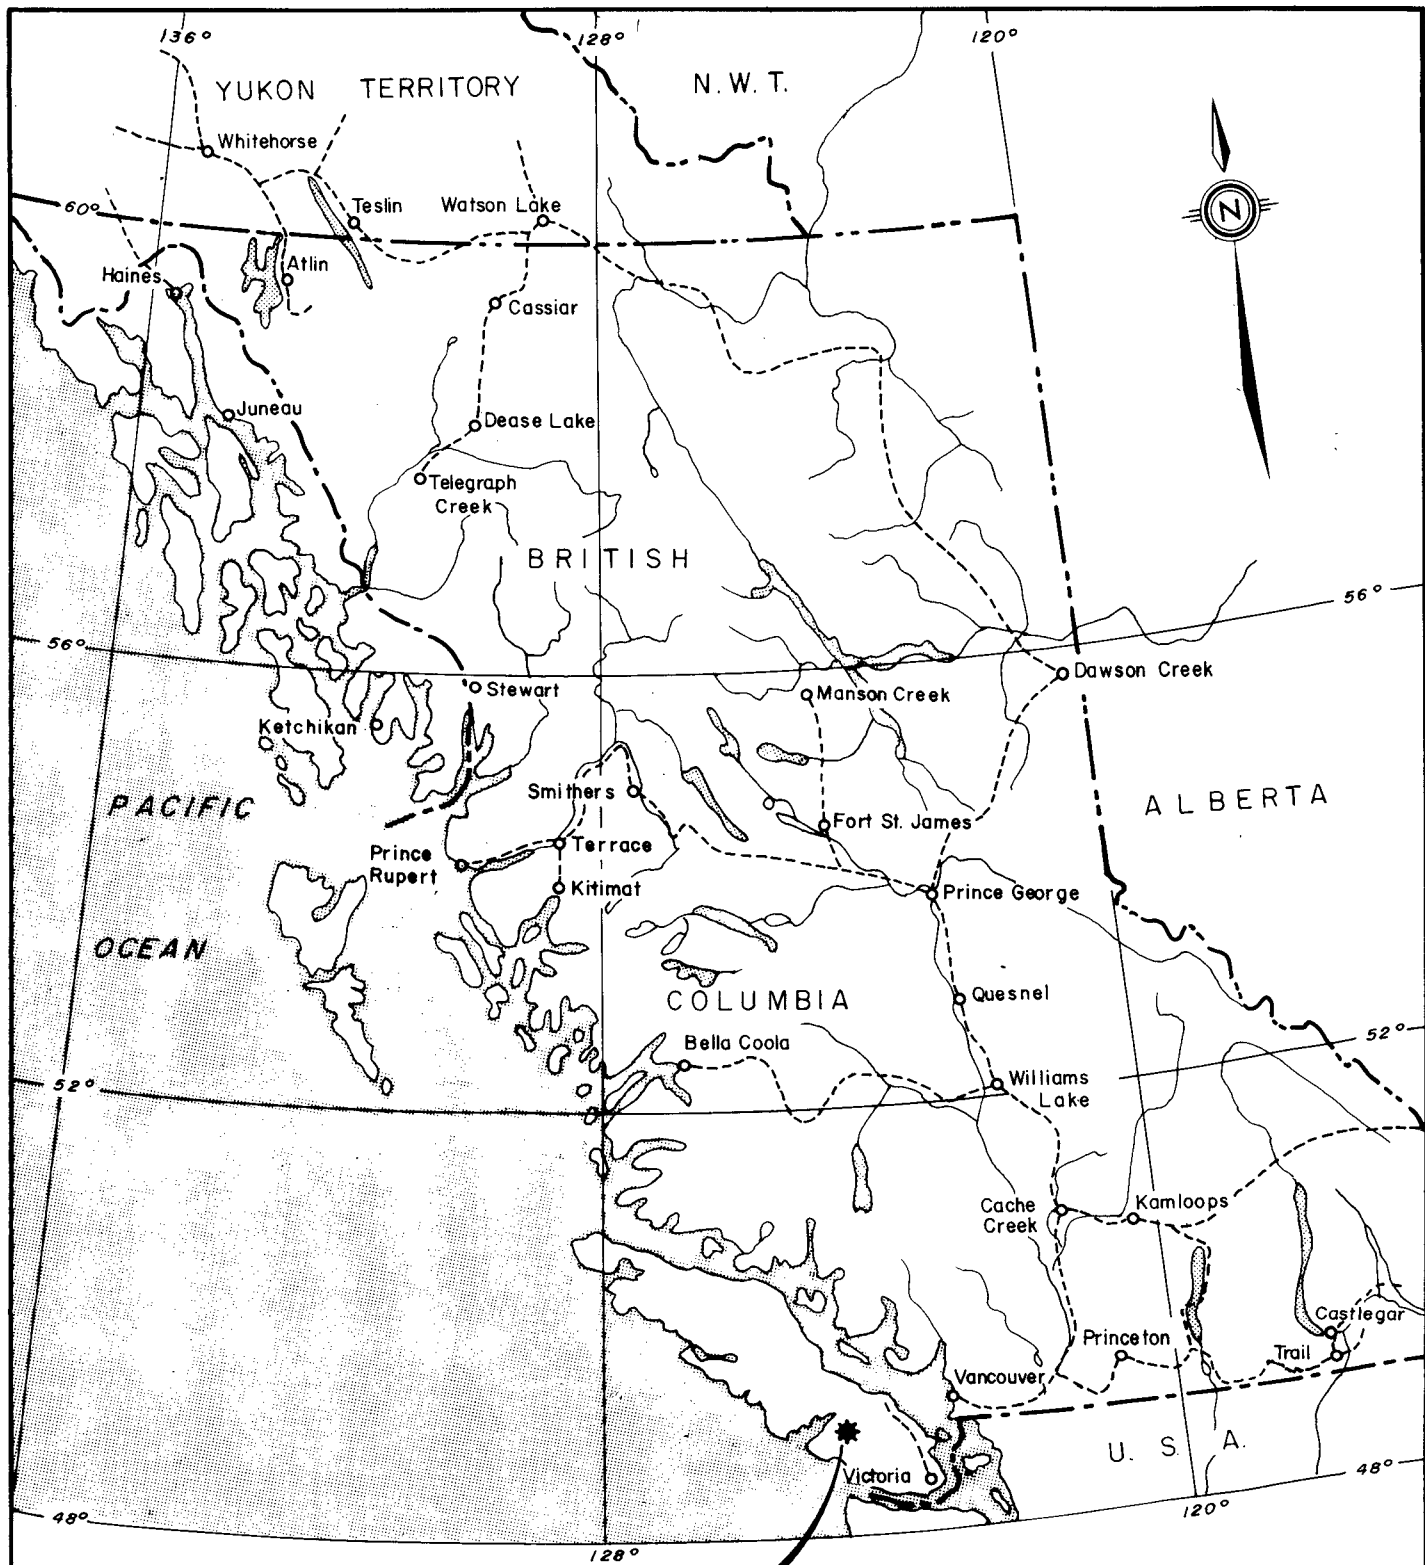 136°
128°
120°
YUKON TERRITORY
N.W.T.
Whitehorse
60°
Teslin
Watson Lake
N
Haines
Atlin
Cassiar
Juneau
Dease Lake
Telegraph
Creek
BRITISH
56°
56°
Stewart
Manson Creek
Dawson Creek
Ketchikan
PACIFIC
Smithers
ALBERTA
Fort St. James
Prince
Rupert
Terrace
Kitimat
Prince George
OCEAN
COLUMBIA
Quesnel
52°
Bella Coola
52°
Williams
Lake
Cache
Creek
Kamloops
Castlegar
Princeton
Trail
Vancouver
U. S. A.
Victoria
48°
48°
120°
128°